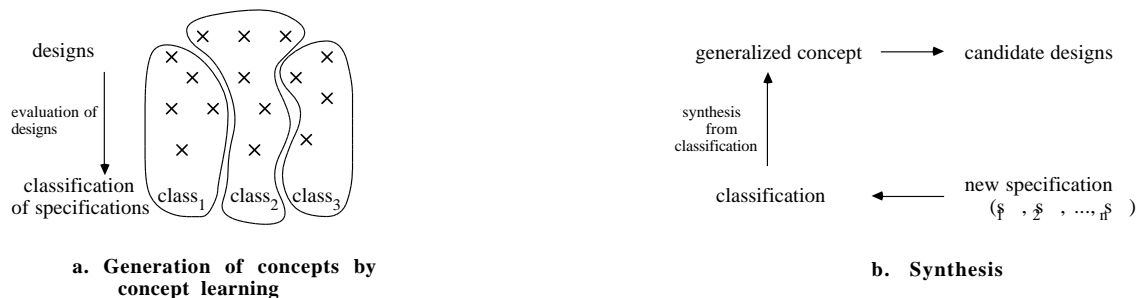 designs
evaluation of
designs
classification
of specifications
class1
class2
class3
a. Generation of concepts by
concept learning
generalized concept
candidate designs
synthesis
from
classification
classification
new specification
(s1, s2, ..., sn)
b. Synthesis